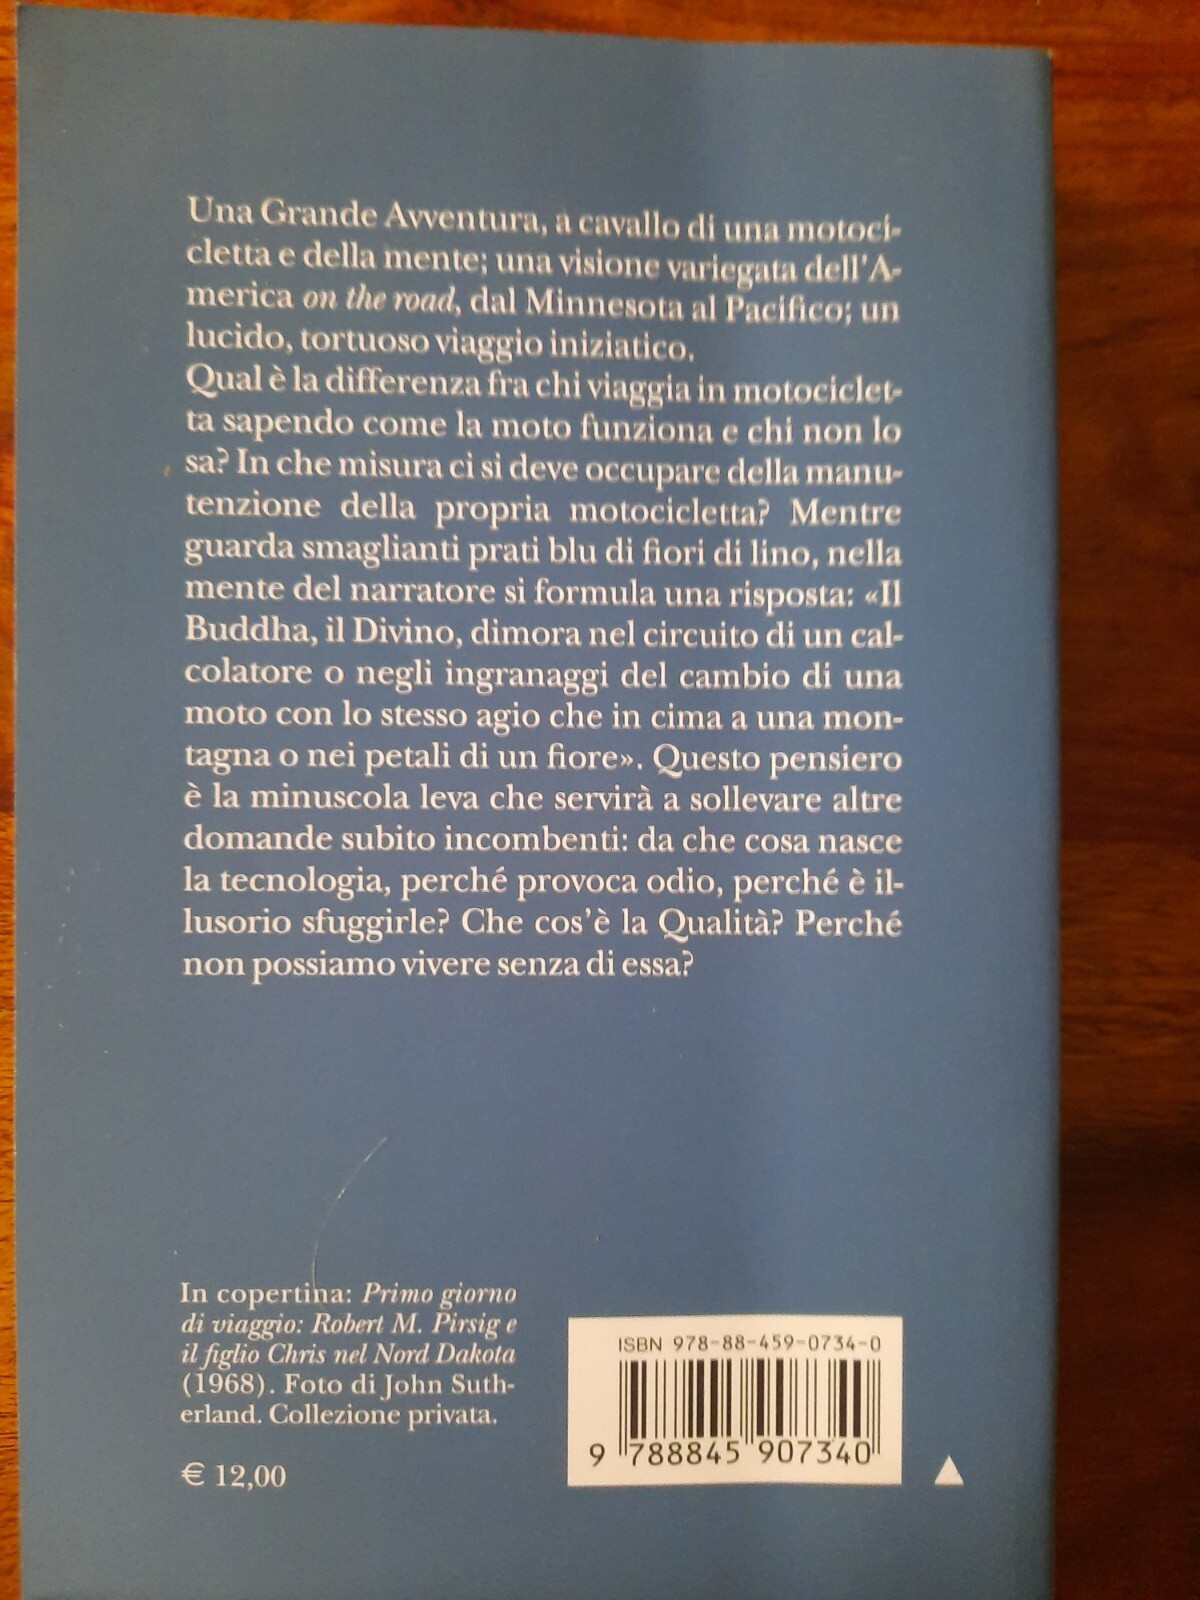 Una Grande Avventura, a cavallo di una motoci-
cletta e della mente; una visione variegata dell'A-
merica on the road, dal Minnesota al Pacifico; un
lucido, tortuoso viaggio iniziatico.
Qual è la differenza fra chi viaggia in motociclet-
ta sapendo come la moto funziona e chi non lo
sa? In che misura ci si deve occupare della manu-
tenzione della propria motocicletta? Mentre
guarda smaglianti prati blu di fiori di lino, nella
mente del narratore si formula una risposta: «Il
Buddha, il Divino, dimora nel circuito di un cal-
colatore o negli ingranaggi del cambio di una
moto con lo stesso agio che in cima a una mon-
tagna o nei petali di un fiore». Questo pensiero
è la minuscola leva che servirà a sollevare altre
domande subito incombenti: da che cosa nasce
la tecnologia, perché provoca odio, perché è il-
lusorio sfuggirle? Che cos'è la Qualità? Perché
non possiamo vivere senza di essa?
In copertina: Primo giorno
di viaggio: Robert M. Pirsig e
il figlio Chris nel Nord Dakota
(1968). Foto di John Suth-
erland. Collezione privata.
€ 12,00
ISBN 978-88-459-0734-0
9 788845 907340